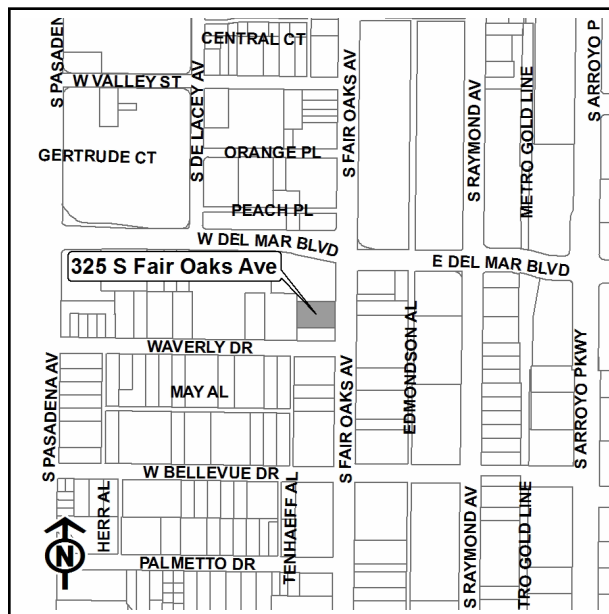 S PASADEN
CENTRAL CT
S ARROYO P
W VALLEY ST
S DE LACEY AV
S FAIR OAKS AV
S RAYMOND AV
METRO GOLD LINE
GERTRUDE CT
ORANGE PL
PEACH PL
W DEL MAR BLVD
E DEL MAR BLVD
325 S Fair Oaks Ave
WAVERLY DR
S PASADENA AV
MAY AL
S FAIR OAKS AV
EDMONDSON AL
S ARROYO PKWY
W BELLEVUE DR
HERR AL
TENHAEFF AL
S RAYMOND AV
TRO GOLD LINE
N
PALMETTO DR